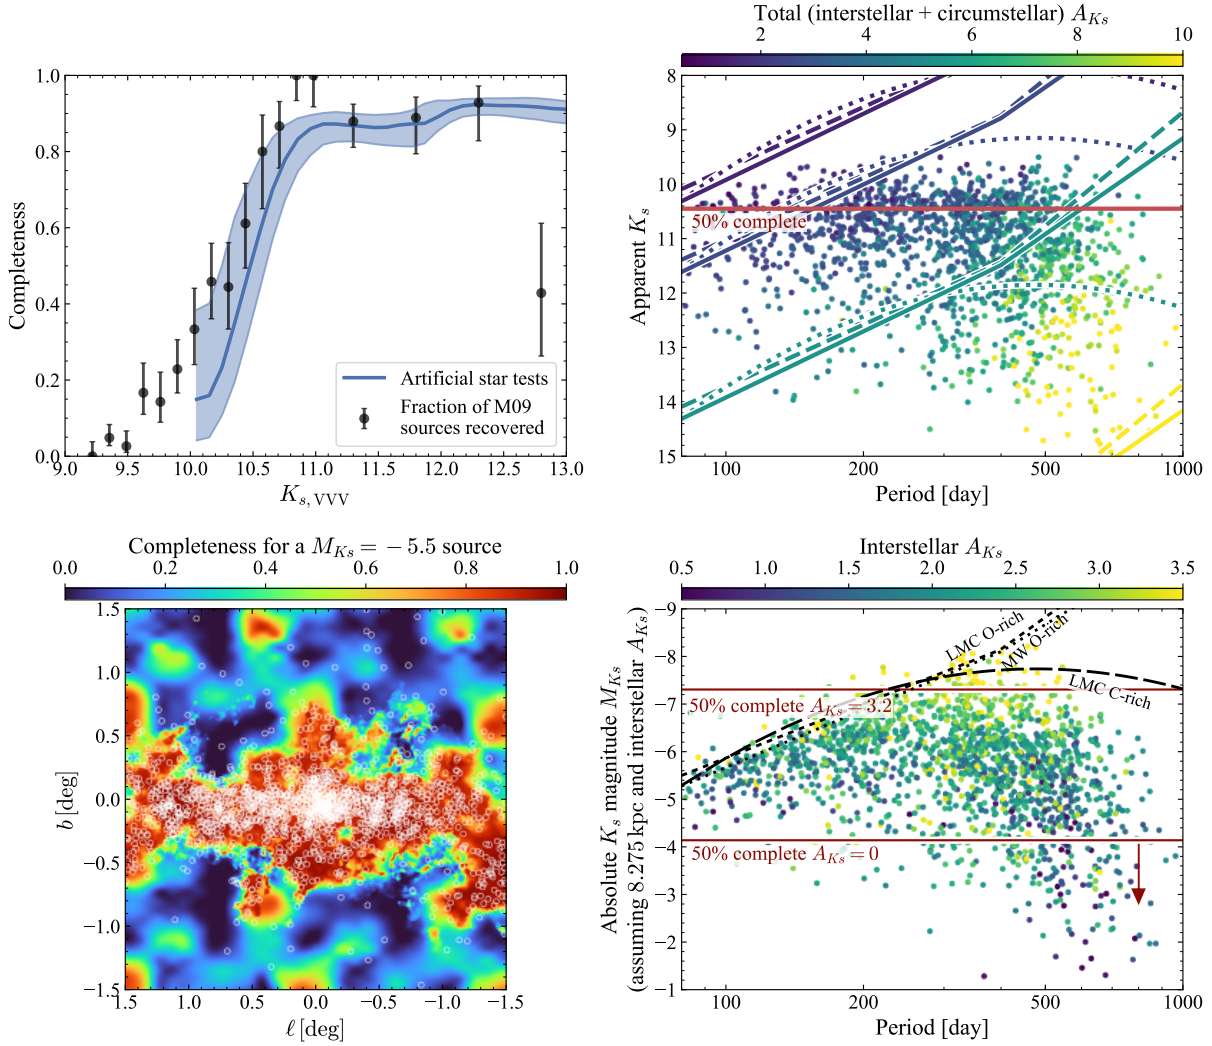 1.0
0.8
0.6
0.4
0.2
0.0
Completeness
9.0 9.5 10.0 10.5 11.0 11.5 12.0 12.5 13.0
K_{s, VVV}
Artificial star tests
Fraction of M09
sources recovered
Total (interstellar + circumstellar) A_{Ks}
2 4 6 8 10
8
9
10
11
12
13
14
15
Apparent K_s
50% complete
100 200 500 1000
Period [day]
Completeness for a M_{Ks} = −5.5 source
0.0 0.2 0.4 0.6 0.8 1.0
1.5
1.0
0.5
0.0
−0.5
−1.0
−1.5
b [deg]
1.5 1.0 0.5 0.0 −0.5 −1.0 −1.5
ℓ [deg]
Interstellar A_{Ks}
0.5 1.0 1.5 2.0 2.5 3.0 3.5
−9
−8
−7
−6
−5
−4
−3
−2
−1
Absolute K_s magnitude M_{Ks}
(assuming 8.275 kpc and interstellar A_{Ks})
LMC O-rich
MW O-rich
LMC C-rich
50% complete A_{Ks} = 3.2
50% complete A_{Ks} = 0
100 200 500 1000
Period [day]